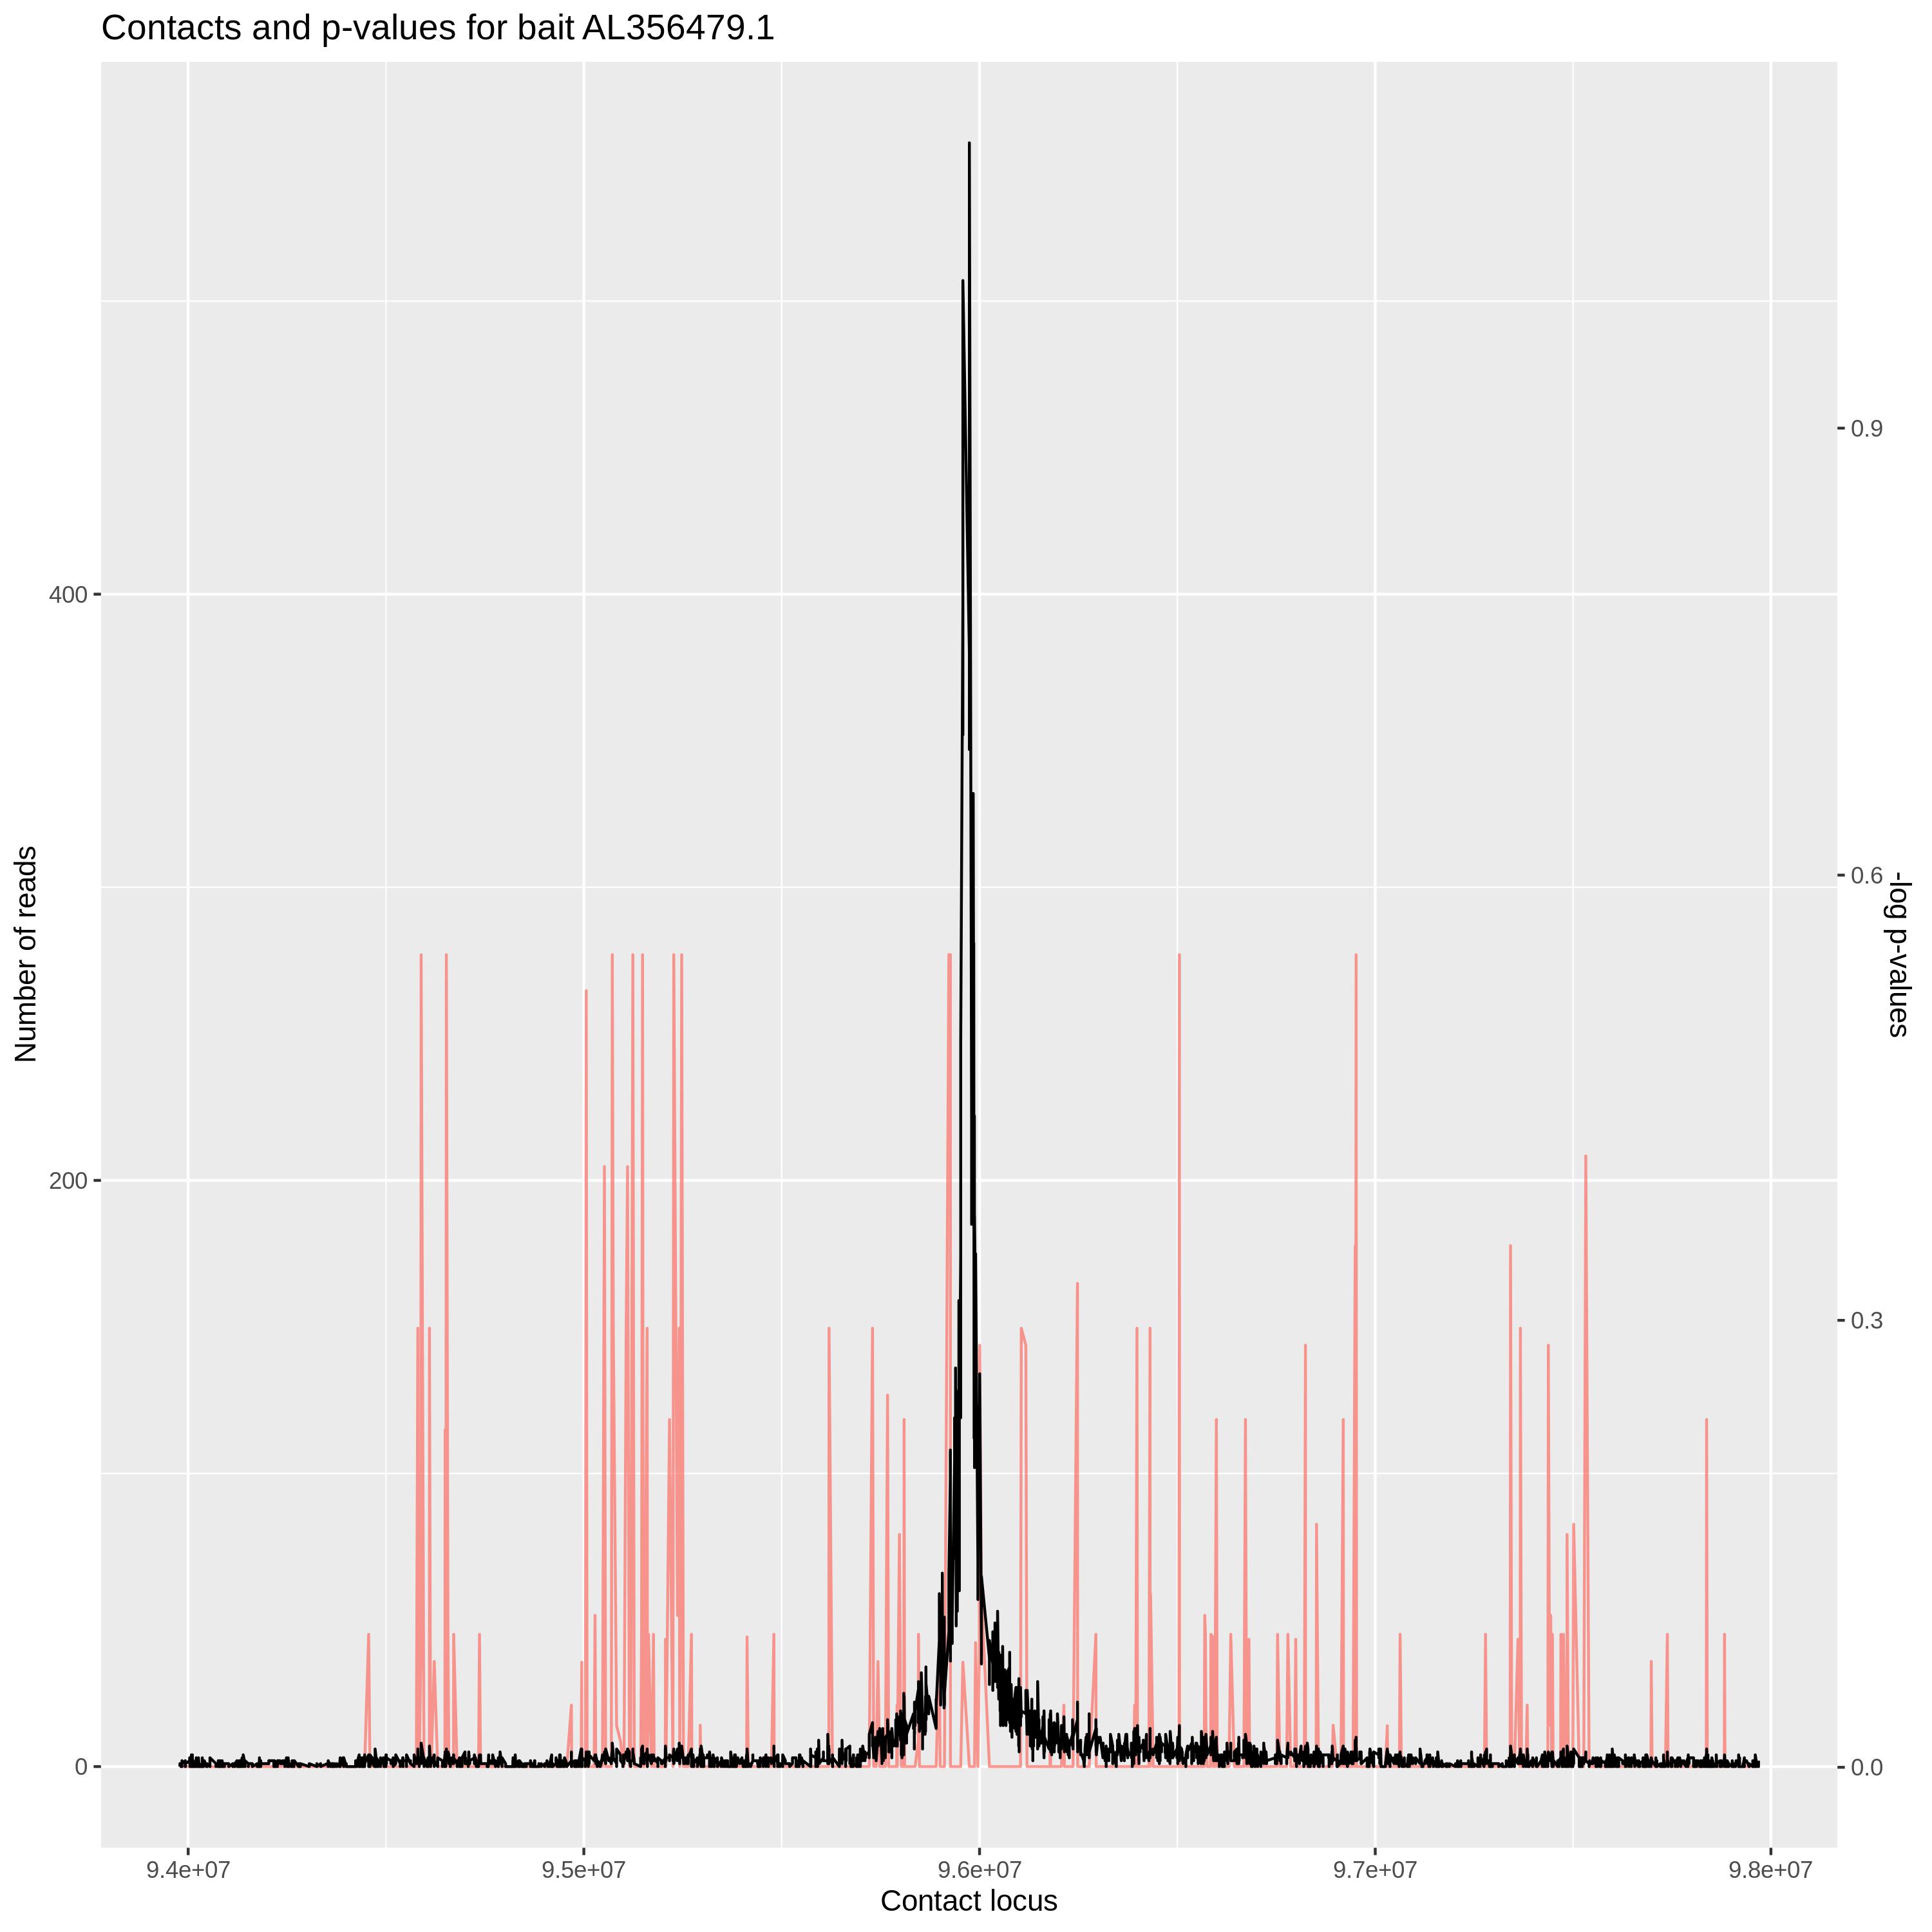 Contacts and p-values for bait AL356479.1
Number of reads
400
200
0
0.9
0.6
0.3
0.0
-log p-values
9.4e+07
9.5e+07
9.6e+07
9.7e+07
9.8e+07
Contact locus